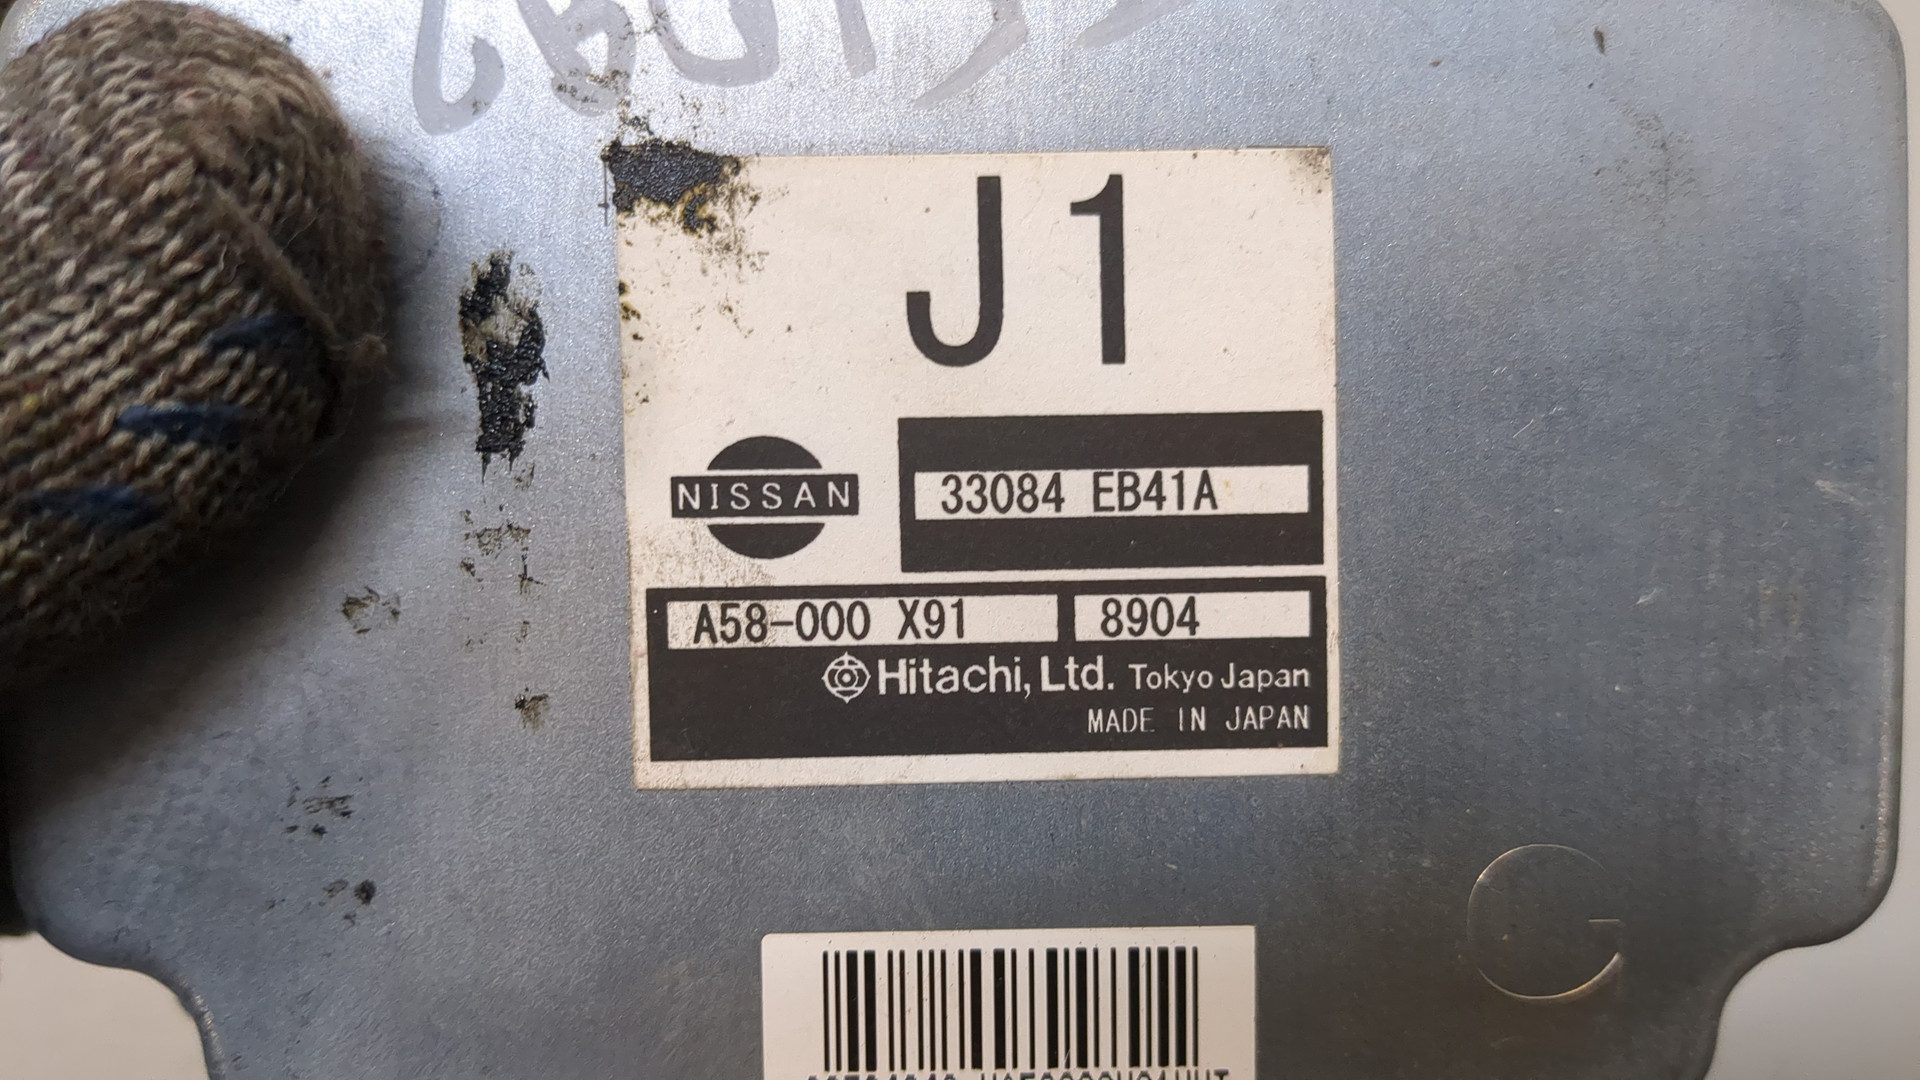 J1
NISSAN
33084 EB41A
A58-000 X91 8904
Hitachi, Ltd. Tokyo Japan
MADE IN JAPAN
G